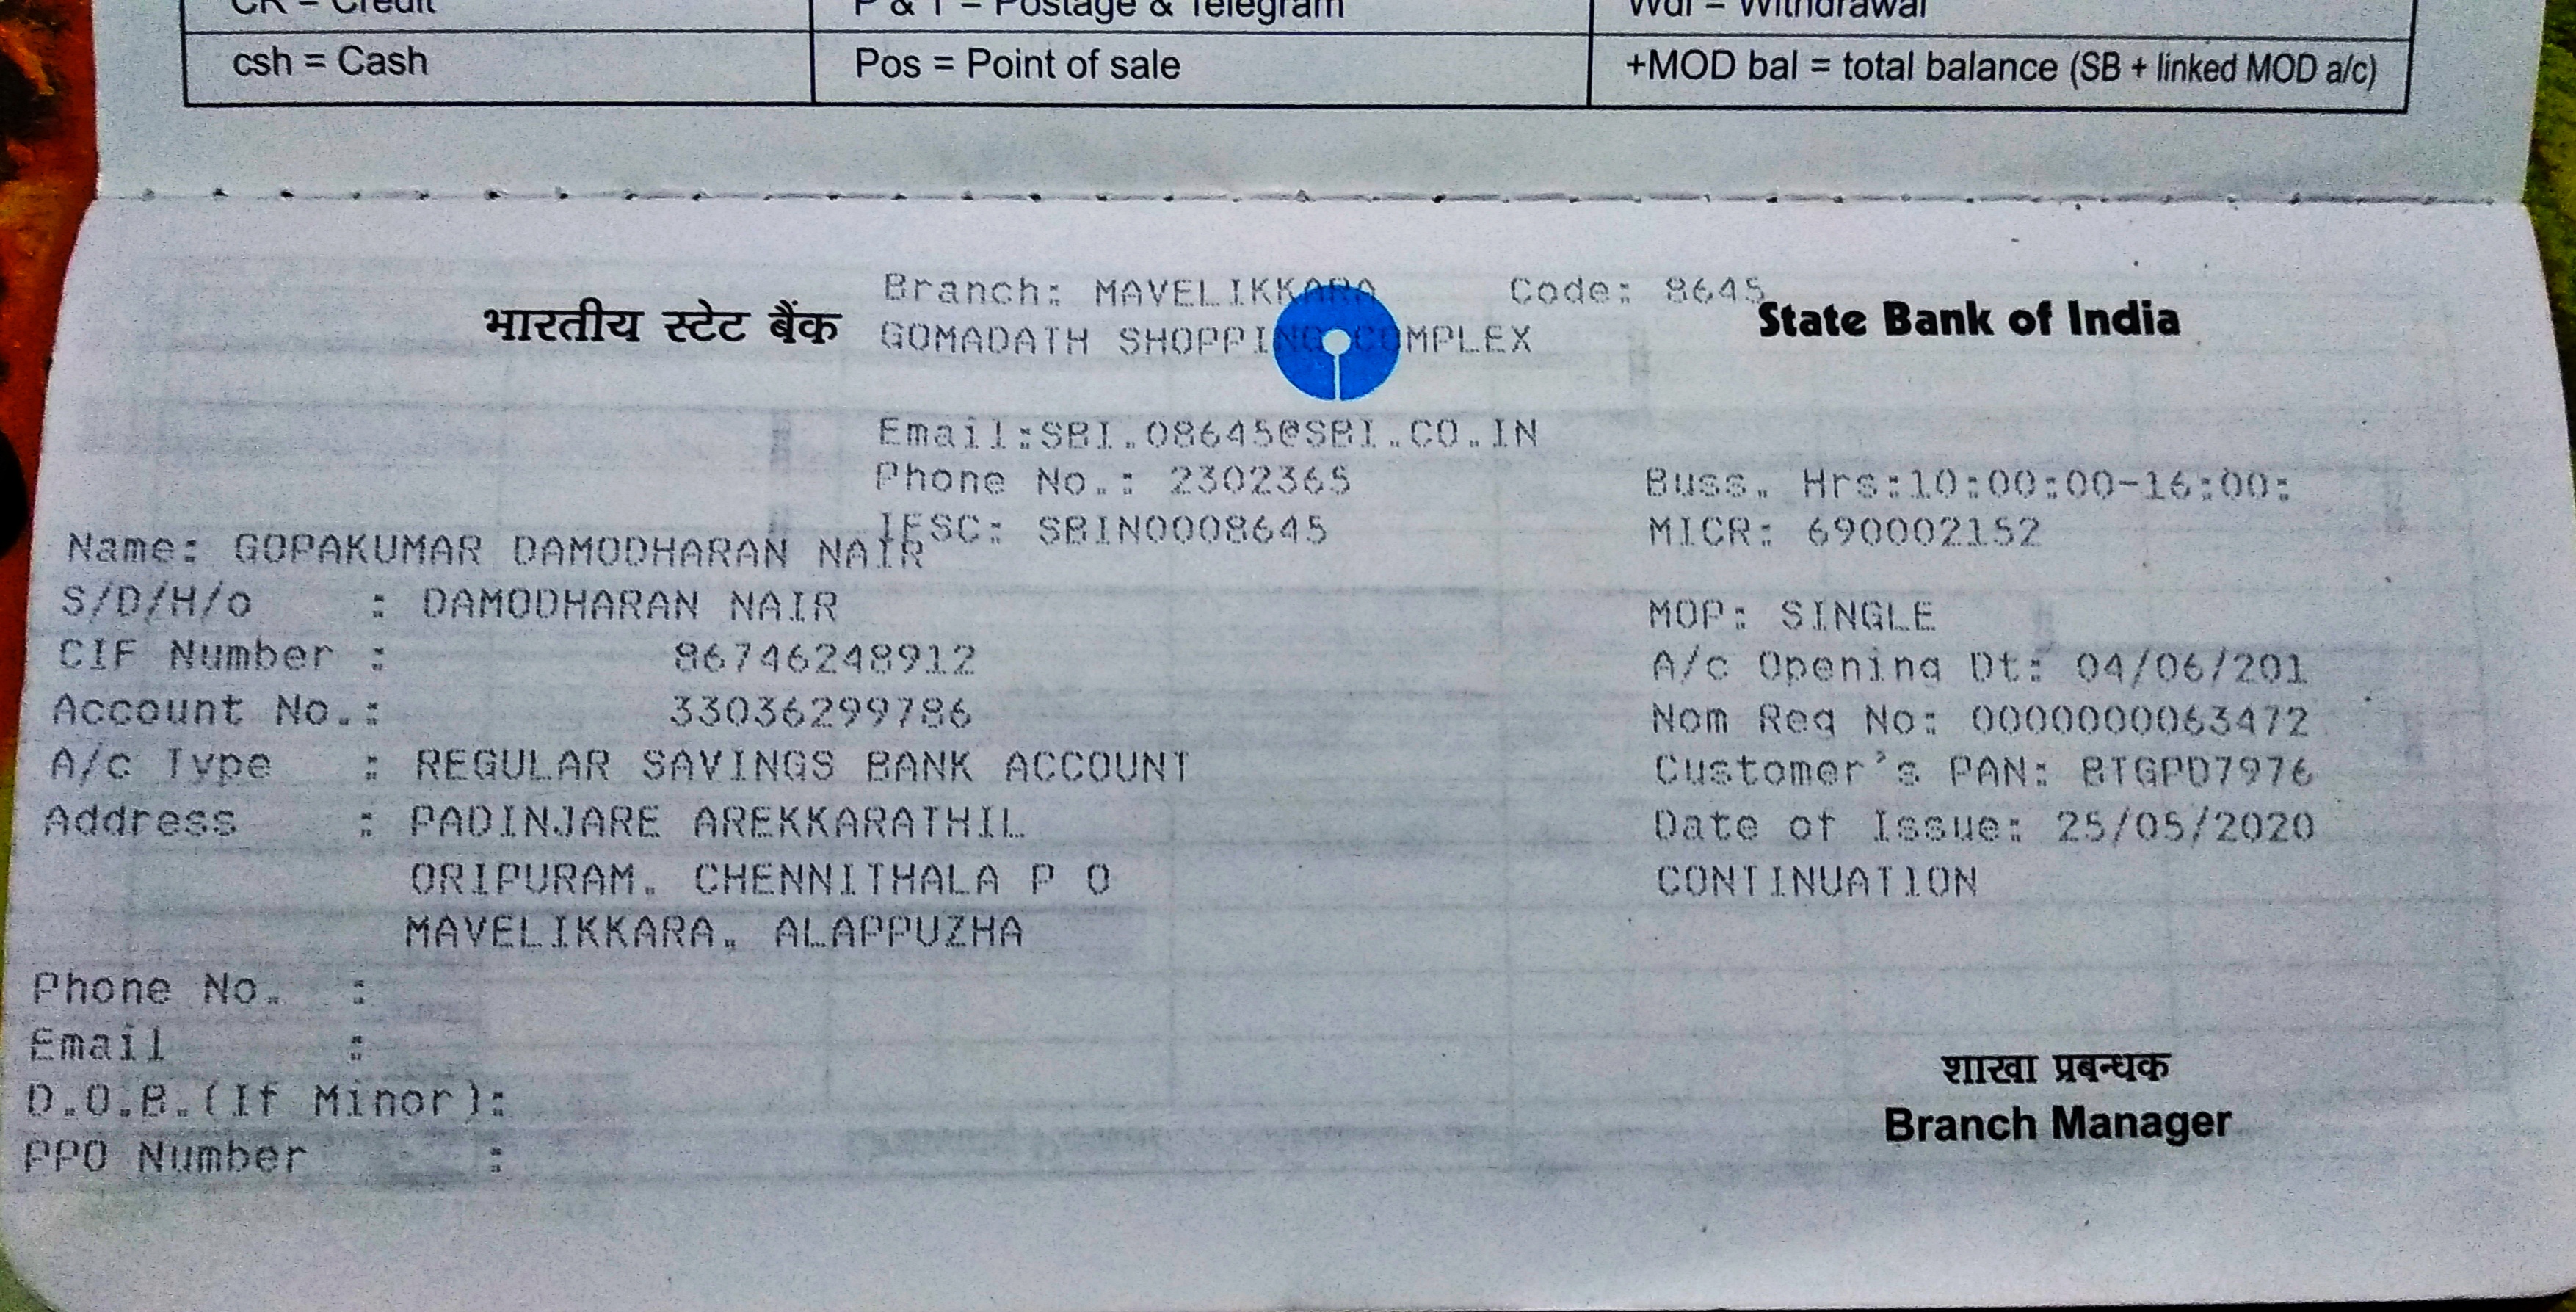 CR = Credit
P & T = Postage & Telegram
Wdl = Withdrawal
csh = Cash
Pos = Point of sale
+MOD bal = total balance (SB + linked MOD a/c)
Branch: MAVELIKKARA
Code: 8645
भारतीय स्टेट बैंक
GOMADATH SHOPPING COMPLEX
State Bank of India
Email:SBI.08645@SBI.CO.IN
Phone No.: 2302365
Buss. Hrs:10:00:00-16:00:
IFSC: SBIN0008645
MICR: 690002152
Name: GOPAKUMAR DAMODHARAN NAIR
S/D/H/o : DAMODHARAN NAIR
MOP: SINGLE
CIF Number : 86746248912
A/c Opening Dt: 04/06/201
Account No.: 33036299786
Nom Reg No: 0000000063472
A/c Type : REGULAR SAVINGS BANK ACCOUNT
Customer's PAN: BTGPD7976
Address : PADINJARE AREKKARATHIL
Date of Issue: 25/05/2020
ORIPURAM, CHENNITHALA P O
CONTINUATION
MAVELIKKARA, ALAPPUZHA
Phone No. :
Email :
D.O.B.(If Minor):
PPO Number :
शाखा प्रबन्धक
Branch Manager